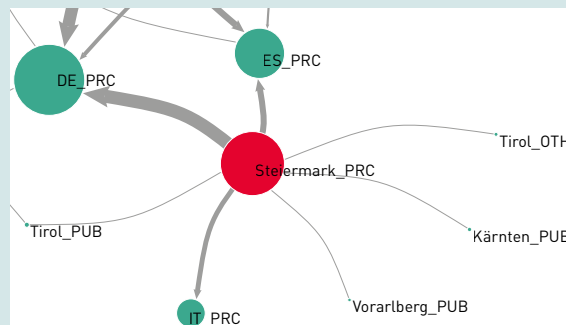 ES_PRC
DE_PRC
Tirol_OTH
Steiermark_PRC
Tirol_PUB
Kärnten_PUB
Vorarlberg_PUB
IT_PRC